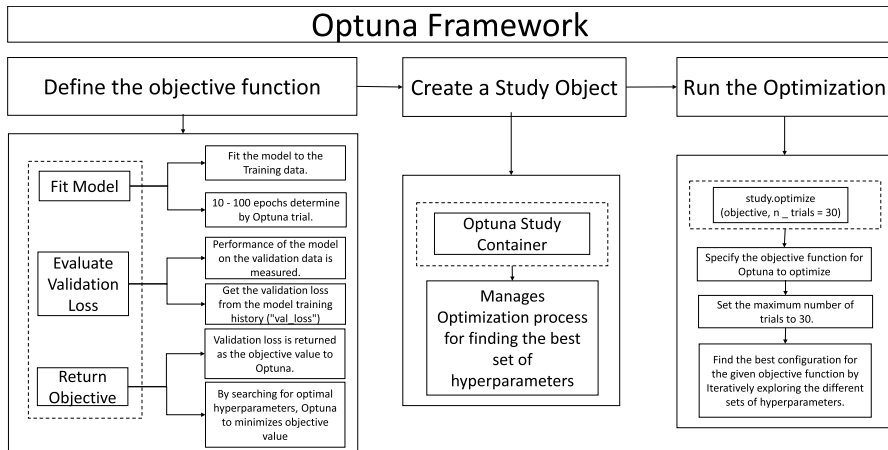 Optuna Framework
Define the objective function
Create a Study Object
Run the Optimization
Fit Model
Fit the model to the
Training data.
10 - 100 epochs determine
by Optuna trial.
Evaluate
Validation
Loss
Performance of the model
on the validation data is
measured.
Get the validation loss
from the model training
history ("val_loss")
Return
Objective
Validation loss is returned
as the objective value to
Optuna.
By searching for optimal
hyperparameters, Optuna
to minimizes objective
value
Optuna Study
Container
Manages
Optimization process
for finding the best
set of
hyperparameters
study.optimize
(objective, n _ trials = 30)
Specify the objective function for
Optuna to optimize
Set the maximum number of
trials to 30.
Find the best configuration for
the given objective function by
Iteratively exploring the different
sets of hyperparameters.